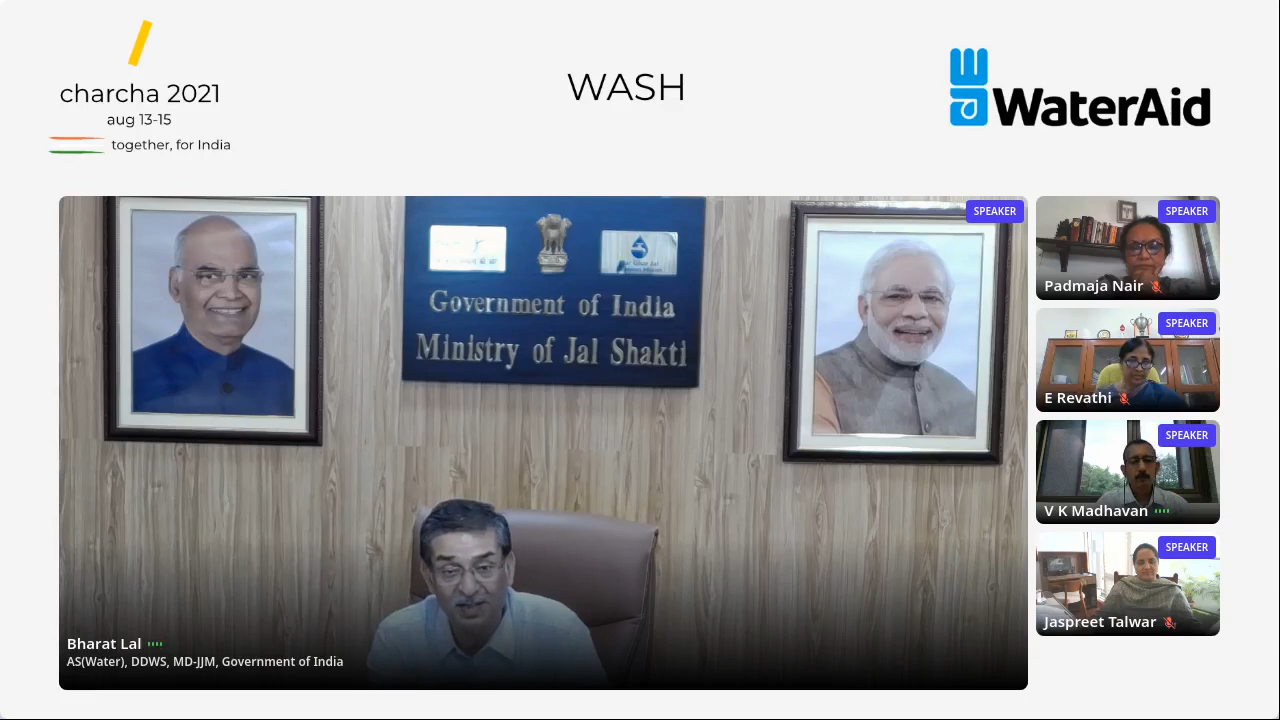 charcha 2021
aug 13-15
together, for India
WASH
WaterAid
SPEAKER
Government of India
Ministry of Jal Shakti
Bharat Lal
AS(Water), DDWS, MD-JJM, Government of India
SPEAKER
Padmaja Nair
SPEAKER
E Revathi
SPEAKER
V K Madhavan
SPEAKER
Jaspreet Talwar